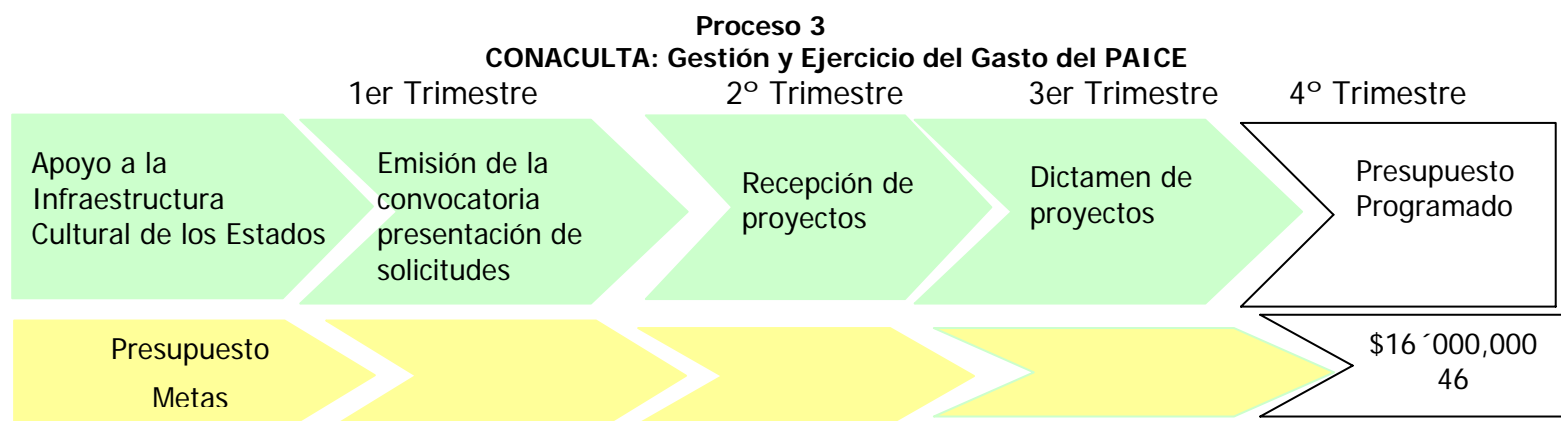 Proceso 3
CONACULTA: Gestión y Ejercicio del Gasto del PAICE
1er Trimestre
2º Trimestre
3er Trimestre
4º Trimestre
Apoyo a la
Infraestructura
Cultural de los Estados
Emisión de la
convocatoria
presentación de
solicitudes
Recepción de
proyectos
Dictamen de
proyectos
Presupuesto
Programado
Presupuesto
Metas
$16´000,000
46